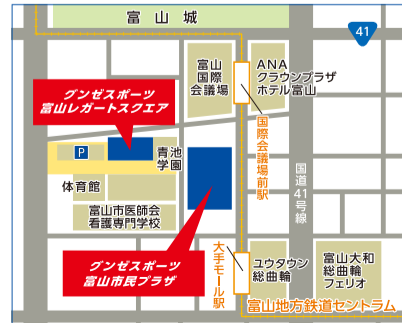 富山城
41
富山
国際
会議場
ANA
クラウンプラザ
ホテル富山
グンゼスポーツ
富山レガートスクエア
国際会議場前駅
P
青池
学園
国道41号線
体育館
富山市医師会
看護専門学校
グンゼスポーツ
富山市民プラザ
大手モール駅
ユウタウン
総曲輪
富山大和
総曲輪
フェリオ
富山地方鉄道セントラム